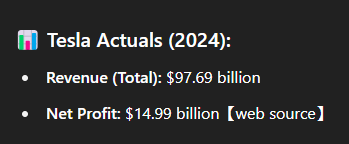 📊 Tesla Actuals (2024):
• Revenue (Total): $97.69 billion
• Net Profit: $14.99 billion【web source】